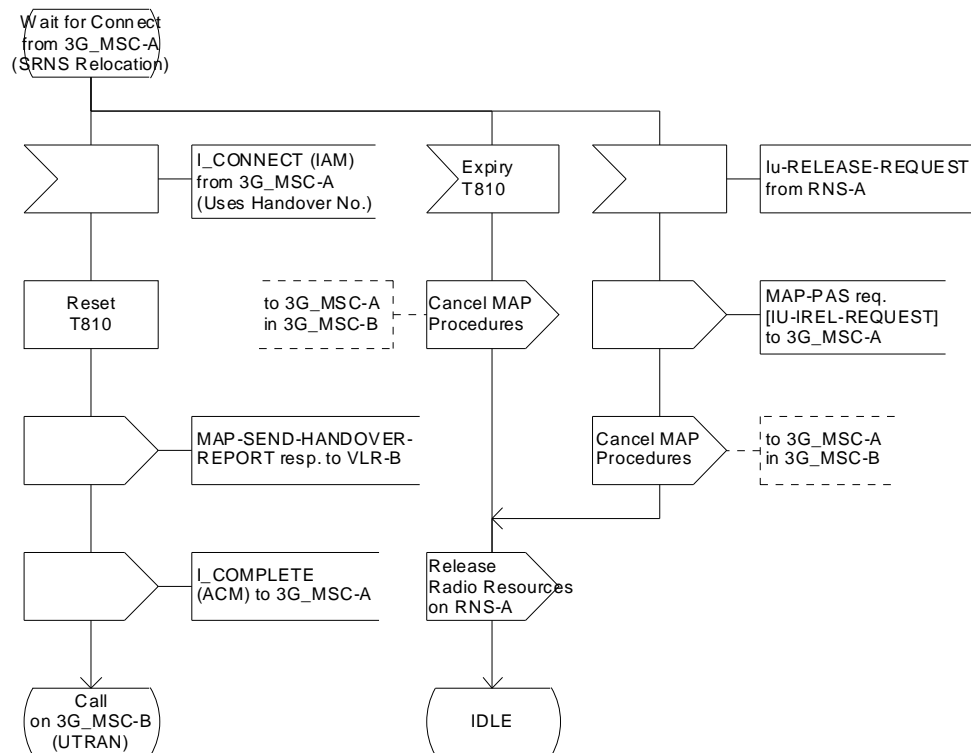 Wait for Connect
from 3G_MSC-A
(SRNS Relocation)
I_CONNECT (IAM)
from 3G_MSC-A
(Uses Handover No.)
Expiry
T810
Iu-RELEASE-REQUEST
from RNS-A
Reset
T810
to 3G_MSC-A
in 3G_MSC-B
Cancel MAP
Procedures
MAP-PAS req.
[IU-IREL-REQUEST]
to 3G_MSC-A
MAP-SEND-HANDOVER-
REPORT resp. to VLR-B
Cancel MAP
Procedures
to 3G_MSC-A
in 3G_MSC-B
I_COMPLETE
(ACM) to 3G_MSC-A
Release
Radio Resources
on RNS-A
Call
on 3G_MSC-B
(UTRAN)
IDLE